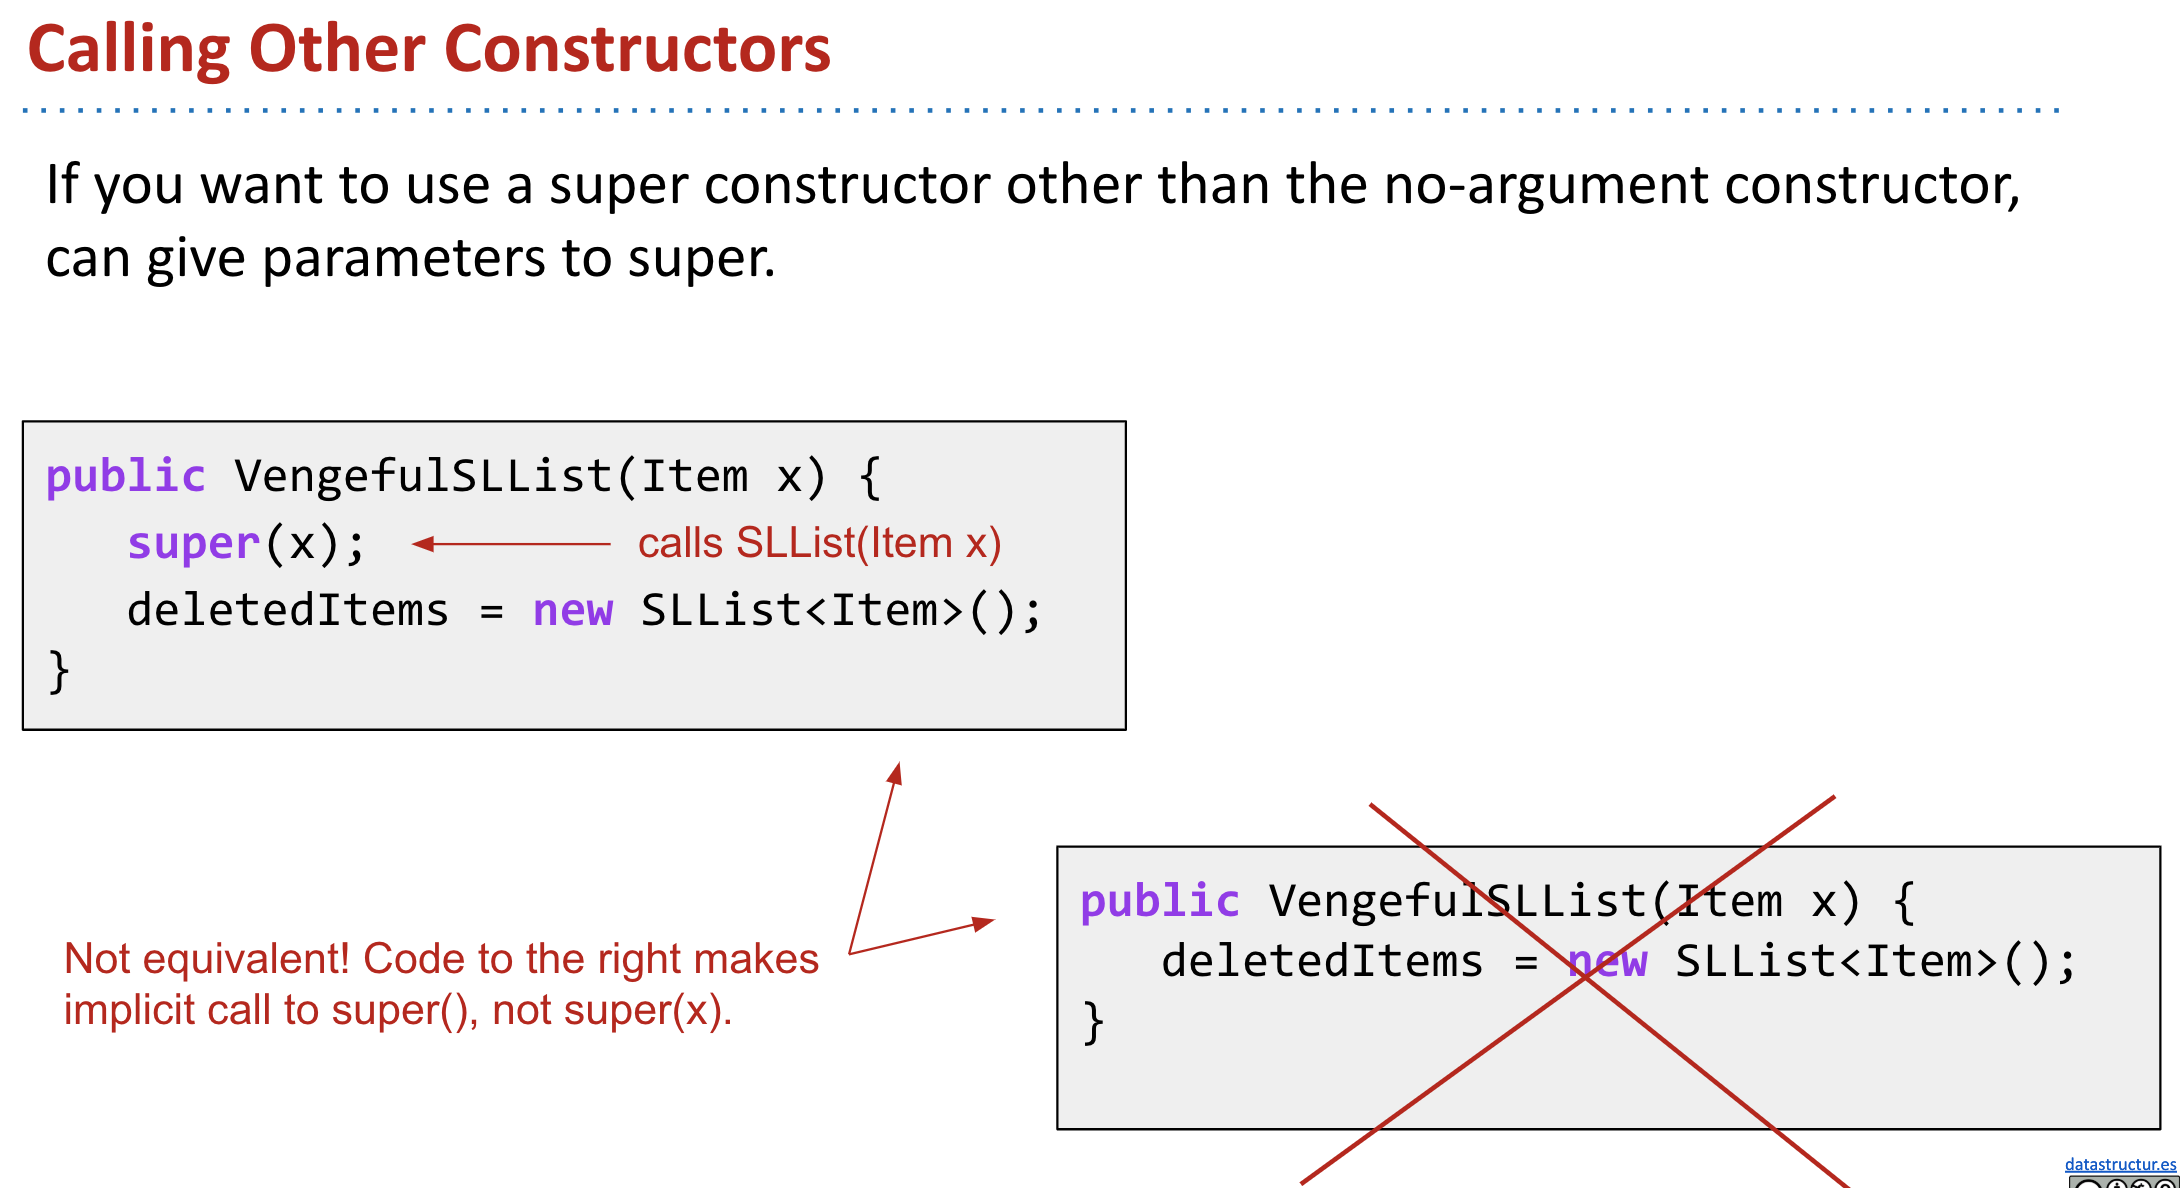 Calling Other Constructors
If you want to use a super constructor other than the no-argument constructor,
can give parameters to super.
public VengefulSLList(Item x) {
super(x); calls SLList(Item x)
deletedItems = new SLList<Item>();
}
Not equivalent! Code to the right makes
implicit call to super(), not super(x).
public VengefulSLList(Item x) {
deletedItems = new SLList<Item>();
}
datastructur.es